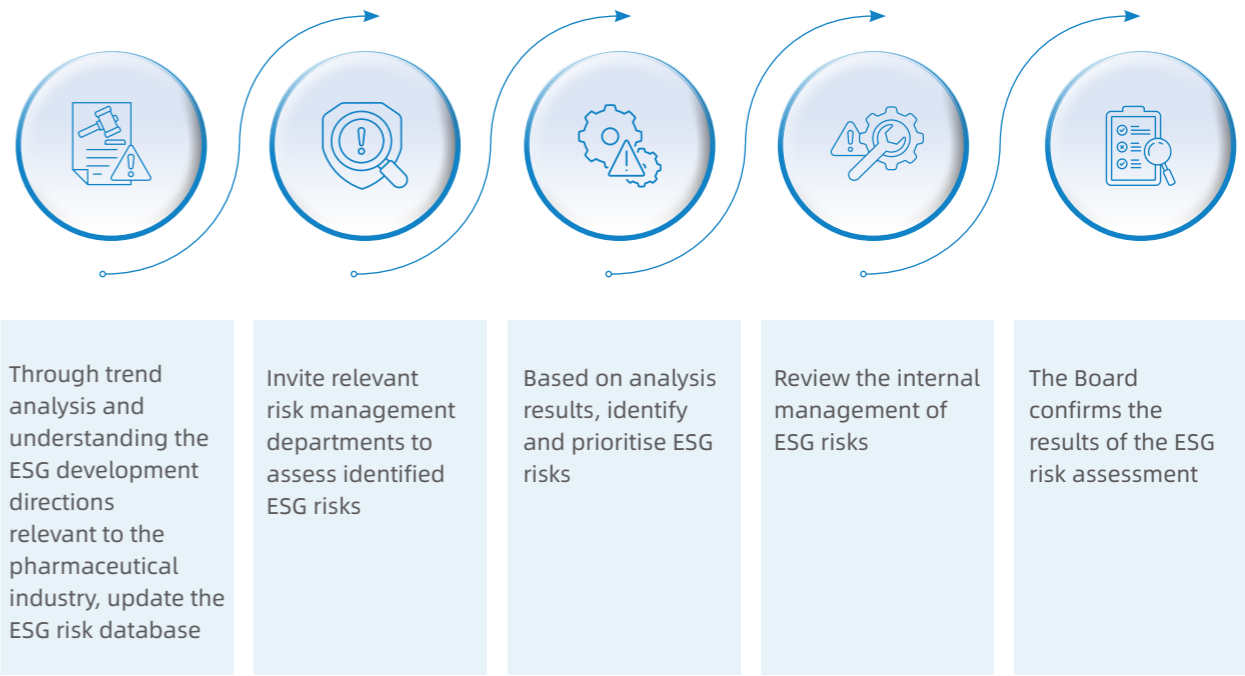 Through trend
analysis and
understanding the
ESG development
directions
relevant to the
pharmaceutical
industry, update the
ESG risk database
Invite relevant
risk management
departments to
assess identified
ESG risks
Based on analysis
results, identify
and prioritise ESG
risks
Review the internal
management of
ESG risks
The Board
confirms the
results of the ESG
risk assessment